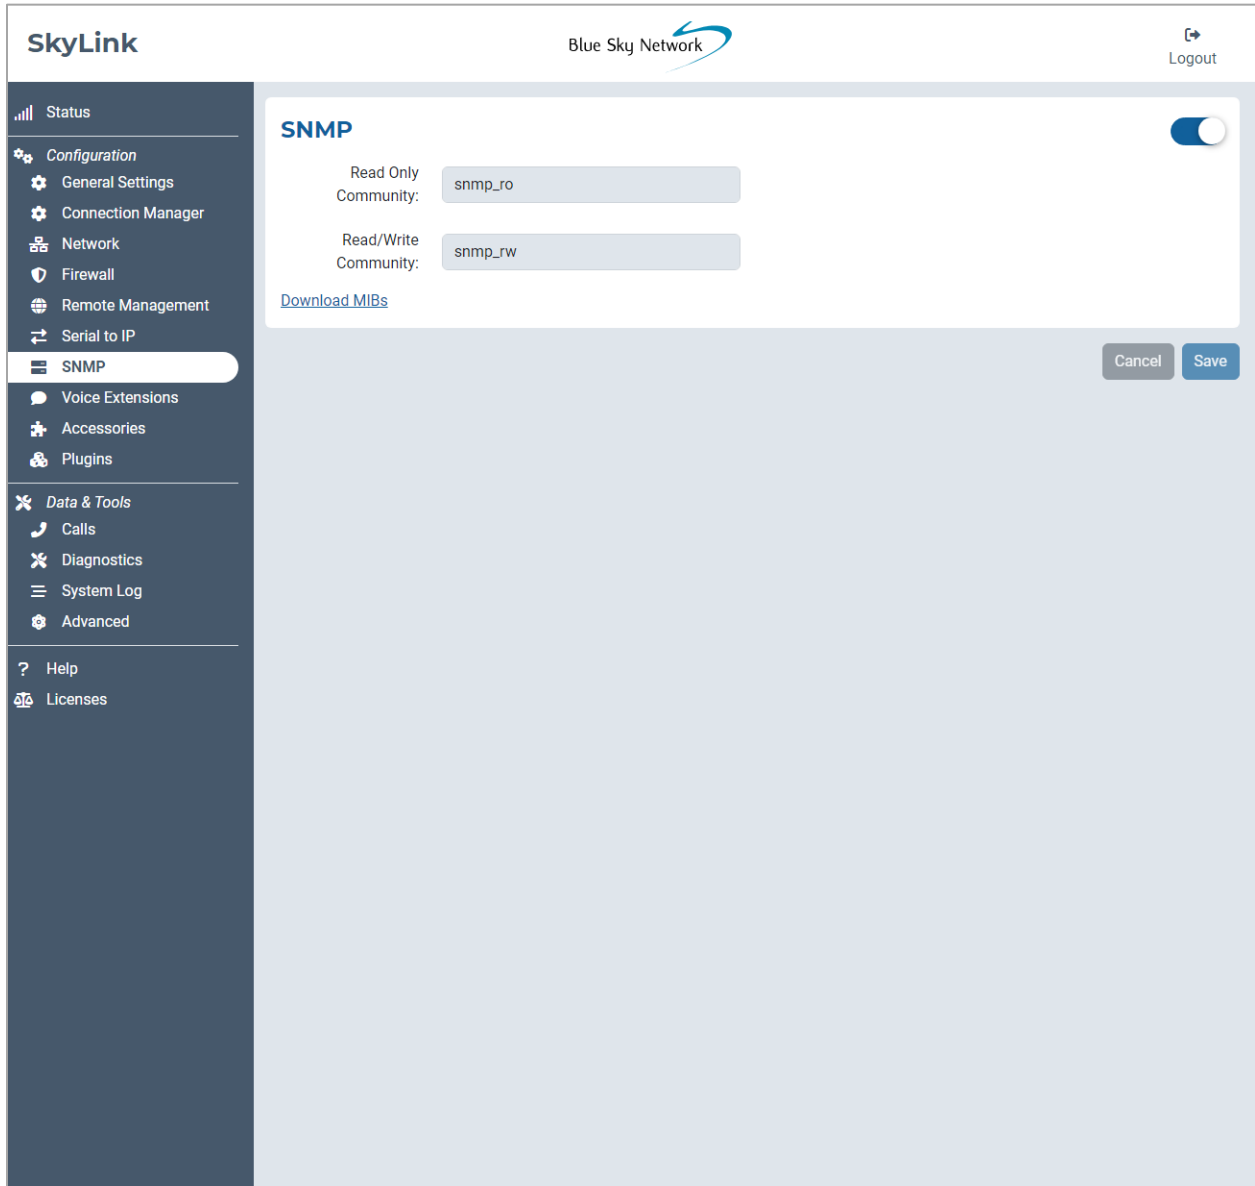 SkyLink
Blue Sky Network
Logout
Status
Configuration
General Settings
Connection Manager
Network
Firewall
Remote Management
Serial to IP
SNMP
Voice Extensions
Accessories
Plugins
Data & Tools
Calls
Diagnostics
System Log
Advanced
? Help
Licenses
SNMP
Read Only
Community:
snmp_ro
Read/Write
Community:
snmp_rw
Download MIBs
Cancel
Save